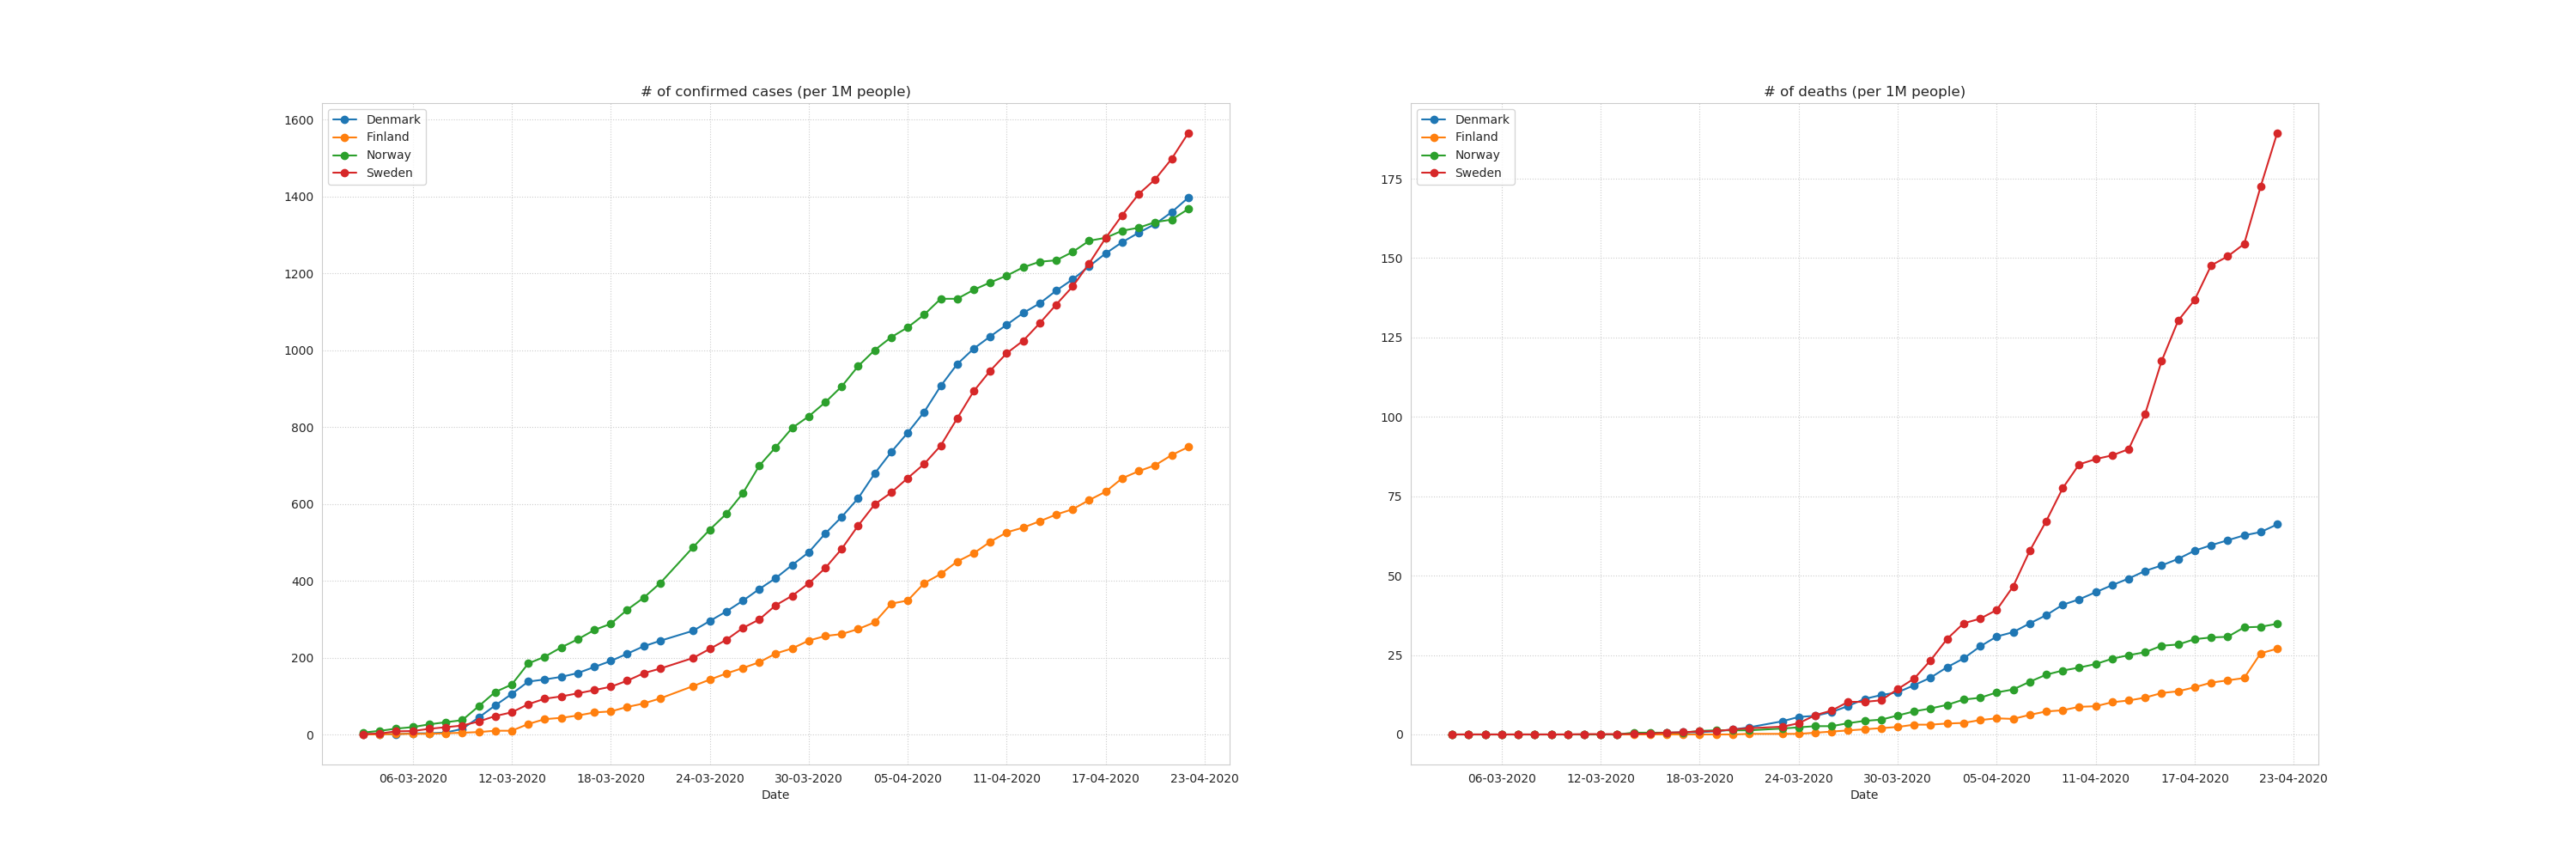 # of confirmed cases (per 1M people)
Denmark
Finland
Norway
Sweden
1600
1400
1200
1000
800
600
400
200
0
06-03-2020 12-03-2020 18-03-2020 24-03-2020 30-03-2020 05-04-2020 11-04-2020 17-04-2020 23-04-2020
Date
# of deaths (per 1M people)
Denmark
Finland
Norway
Sweden
175
150
125
100
75
50
25
0
06-03-2020 12-03-2020 18-03-2020 24-03-2020 30-03-2020 05-04-2020 11-04-2020 17-04-2020 23-04-2020
Date